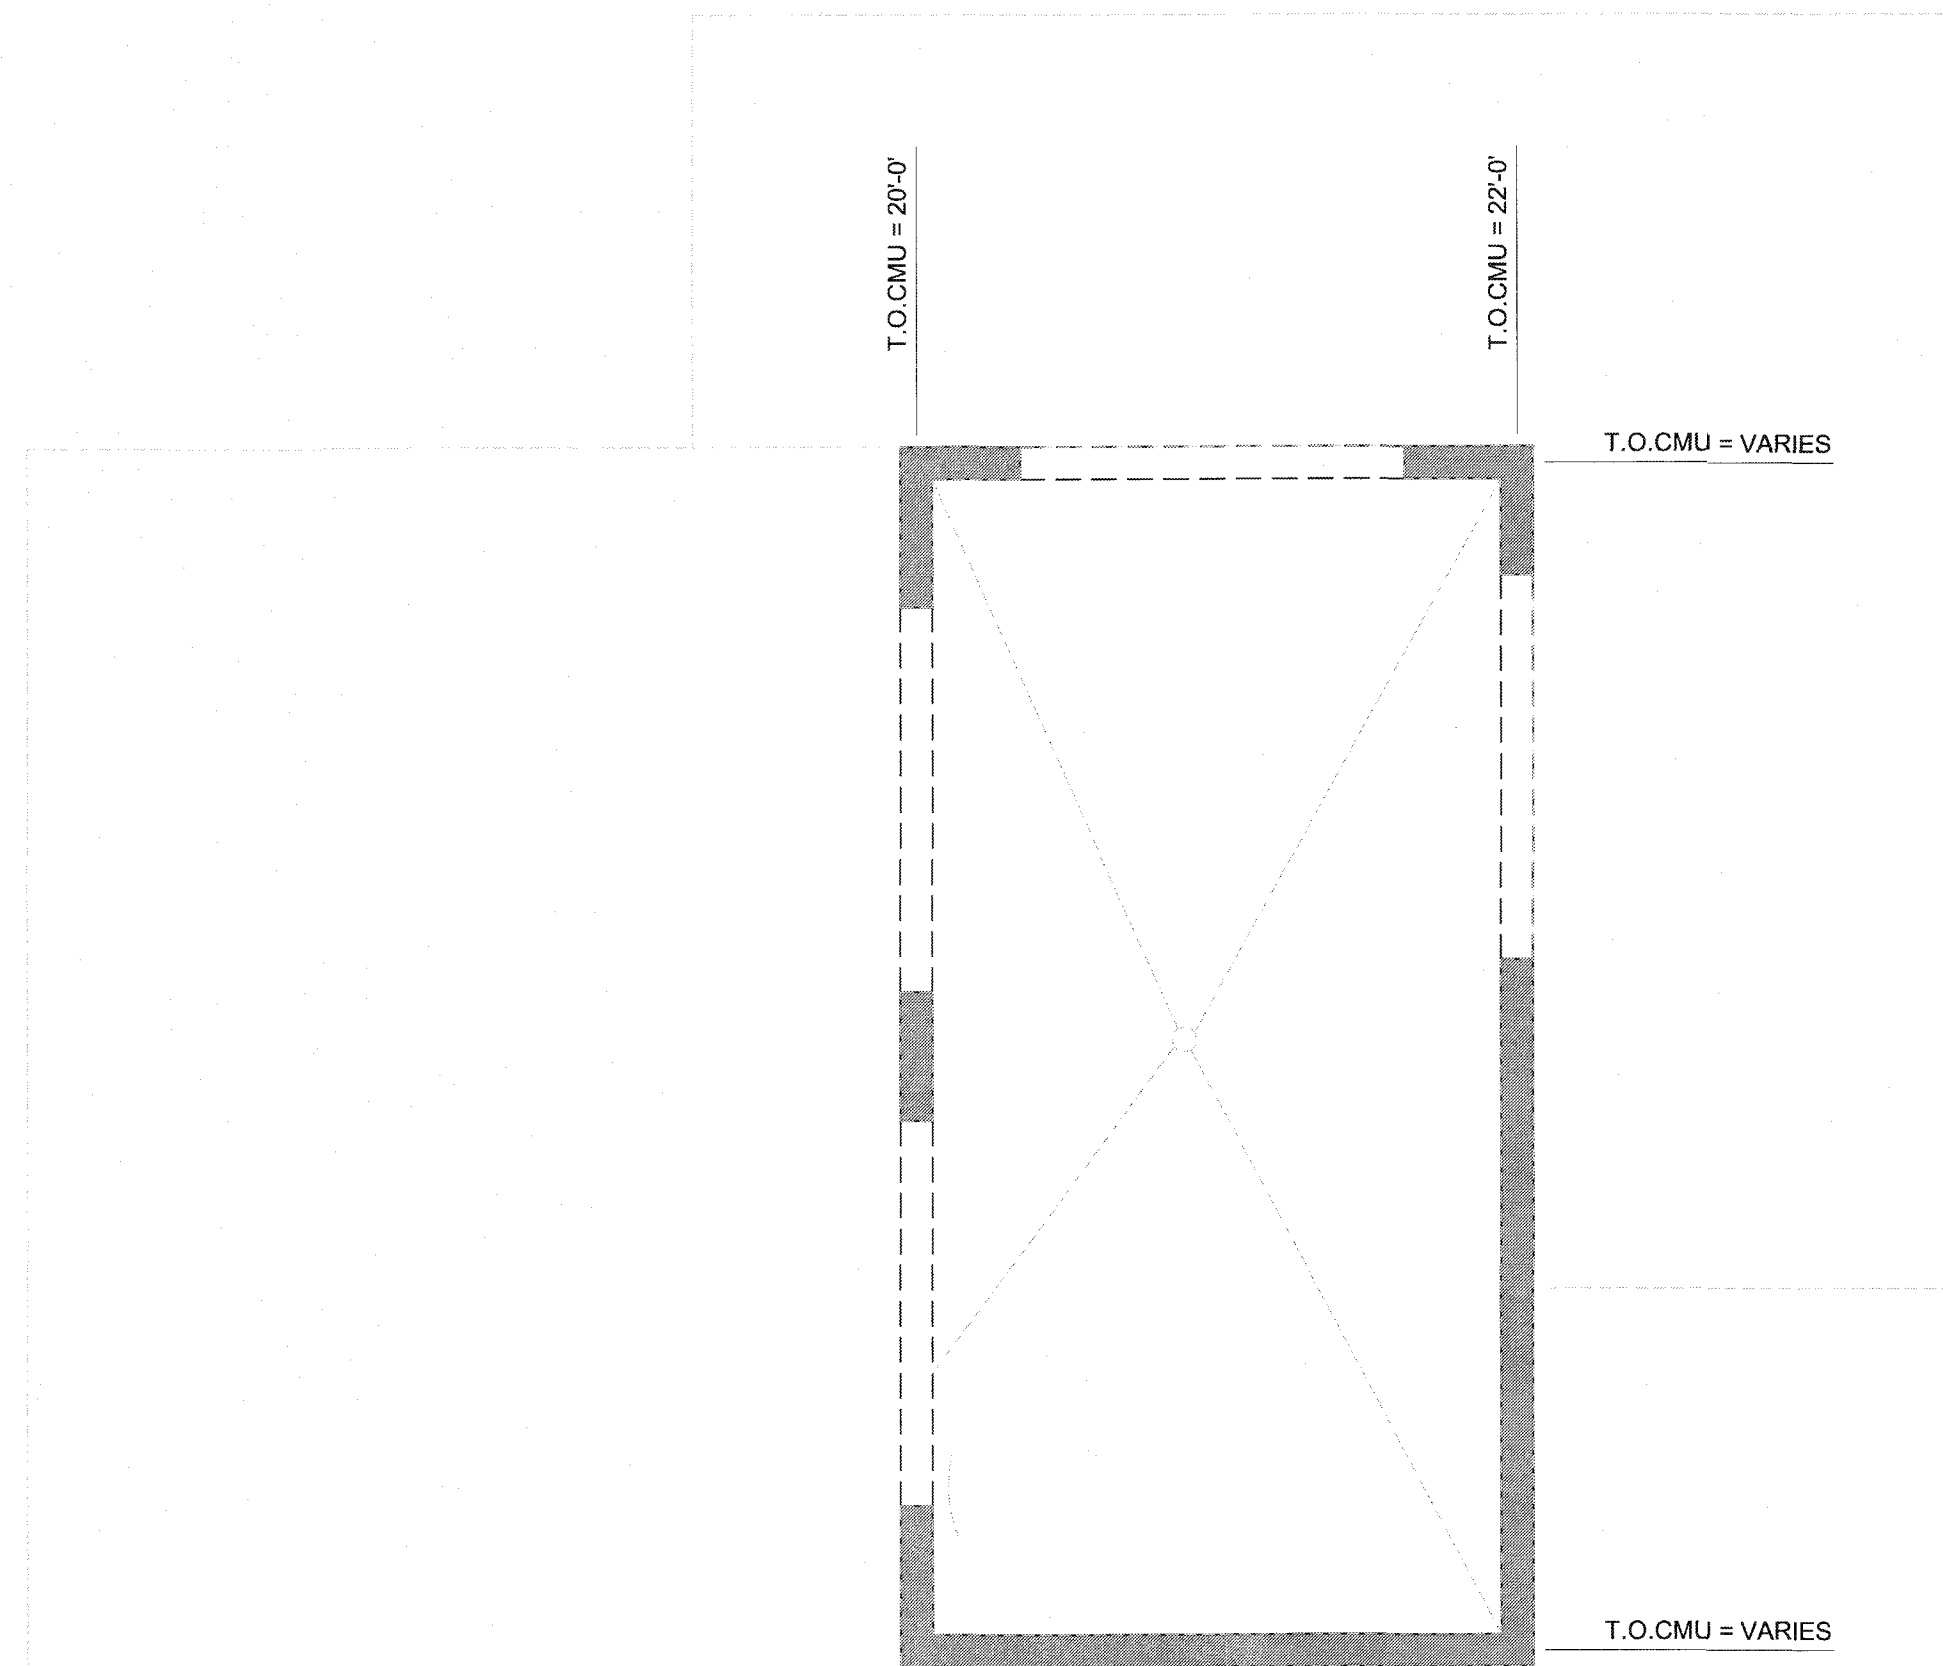 T.O.CMU = 20'-0'
T.O.CMU = 22'-0'
T.O.CMU = VARIES
T.O.CMU = VARIES